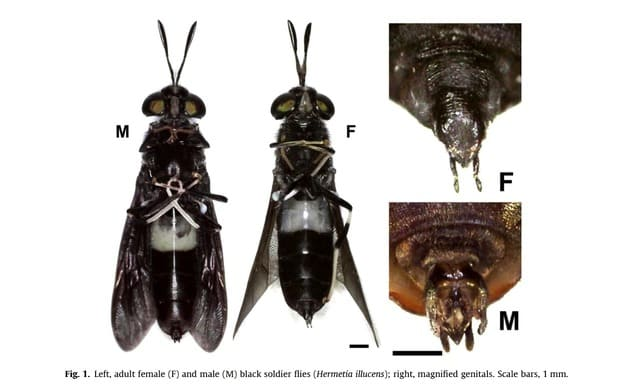 M
F
F
M
Fig. 1. Left, adult female (F) and male (M) black soldier flies (Hermetia illucens); right, magnified genitals. Scale bars, 1 mm.